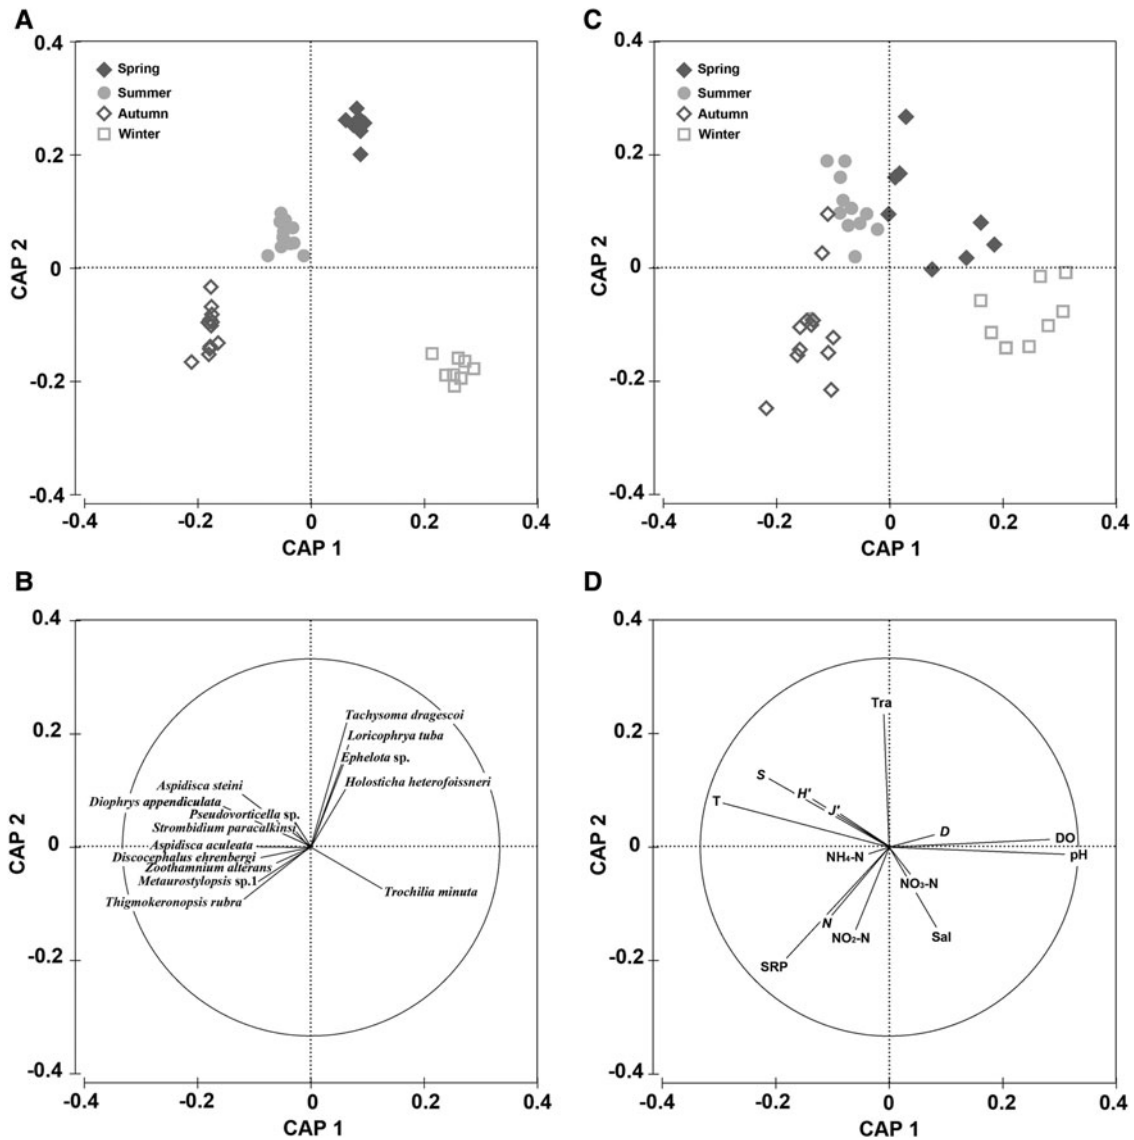 A
0.4
Spring
Summer
Autumn
Winter
0.2
CAP 2
0
-0.2
-0.4
-0.4
-0.2
0
0.2
0.4
CAP 1
C
0.4
Spring
Summer
Autumn
Winter
0.2
CAP 2
0
-0.2
-0.4
-0.4
-0.2
0
0.2
0.4
CAP 1
B
0.4
0.2
CAP 2
0
-0.2
-0.4
Tachysoma dragescoi
Loricophrya tuba
Ephelota sp.
Holosticha heterofoissneri
Aspidisca steini
Diophrys appendiculata
Pseudovorticella sp.
Strombidium paracalkinsi
Aspidisca aculeata
Discocephalus ehrenbergi
Zoothamnium alterans
Metaurostylopsis sp.1
Thigmokeronopsis rubra
Trochilia minuta
-0.4
-0.2
0
0.2
0.4
CAP 1
D
0.4
0.2
CAP 2
0
-0.2
-0.4
Tra
S
H'
T
J'
D
DO
NH₄-N
pH
NO₃-N
N
NO₂-N
Sal
SRP
-0.4
-0.2
0
0.2
0.4
CAP 1